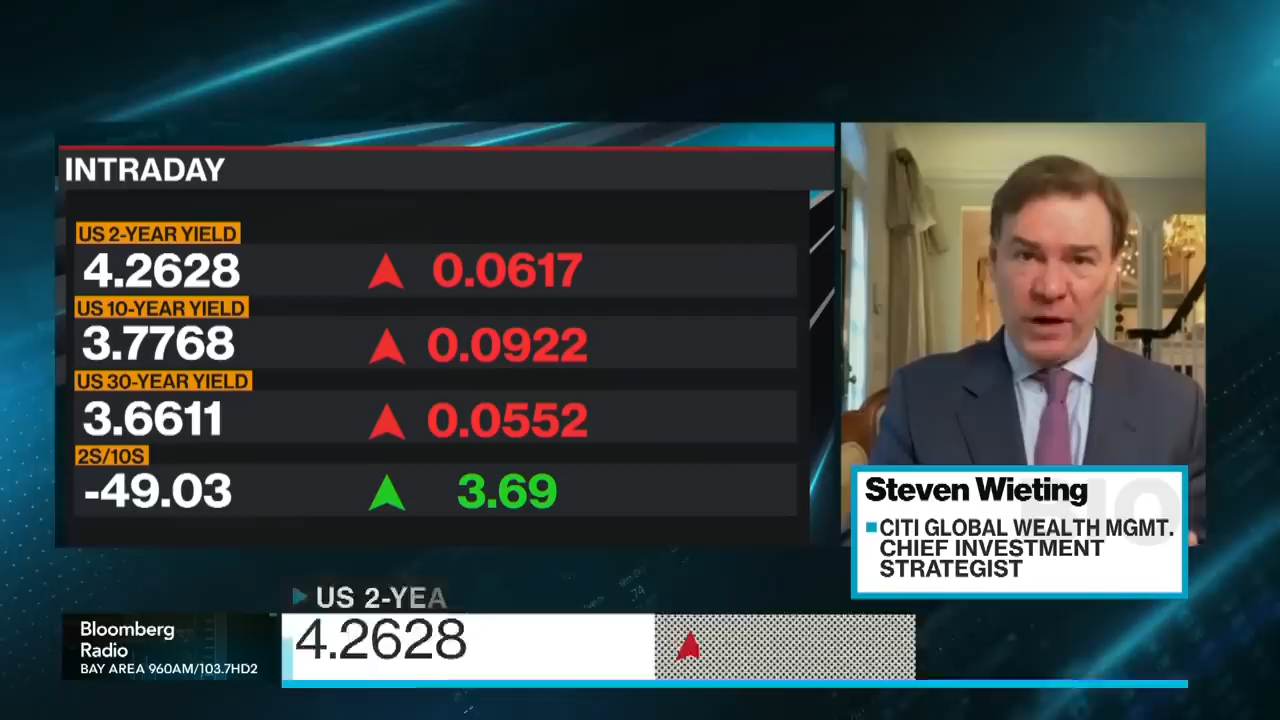 INTRADAY
US 2-YEAR YIELD
4.2628 0.0617
US 10-YEAR YIELD
3.7768 0.0922
US 30-YEAR YIELD
3.6611 0.0552
2S/10S
-49.03 3.69
Steven Wieting
CITI GLOBAL WEALTH MGMT.
CHIEF INVESTMENT
STRATEGIST
US 2-YEA
4.2628
Bloomberg
Radio
BAY AREA 960AM/103.7HD2